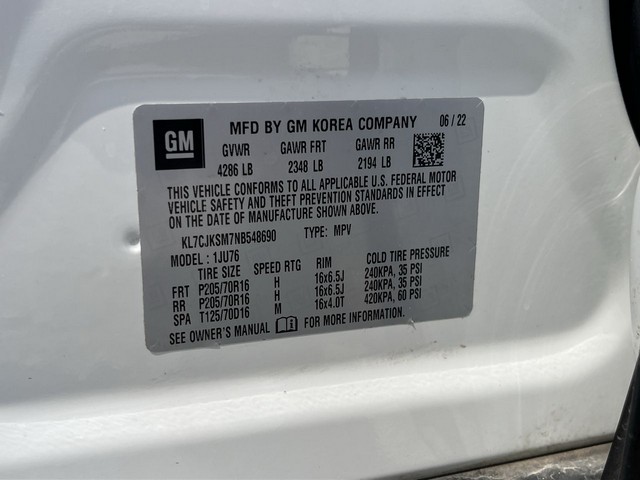 GM
MFD BY GM KOREA COMPANY 06 / 22
GVWR GAWR FRT GAWR RR
4286 LB 2348 LB 2194 LB
THIS VEHICLE CONFORMS TO ALL APPLICABLE U.S. FEDERAL MOTOR
VEHICLE SAFETY AND THEFT PREVENTION STANDARDS IN EFFECT
ON THE DATE OF MANUFACTURE SHOWN ABOVE.
KL7CJKSM7NB548690 TYPE: MPV
MODEL : 1JU76
TIRE SIZE SPEED RTG RIM COLD TIRE PRESSURE
FRT P205/70R16 H 16x6.5J 240KPA, 35 PSI
RR P205/70R16 H 16x6.5J 240KPA, 35 PSI
SPA T125/70D16 M 16x4.0T 420KPA, 60 PSI
SEE OWNER'S MANUAL FOR MORE INFORMATION.